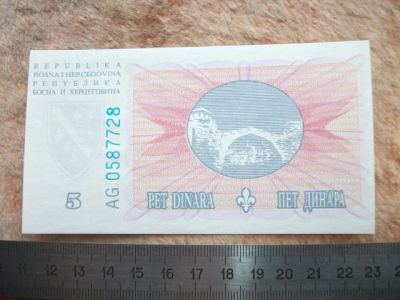 REPUBLIKA
BOSNA I HERCEGOVINA
РЕПУБЛИКА
БОСНА И ХЕРЦЕГОВИНА
AG 0587728
5 PET DINARA ПЕТ ДИНАРА
11 12 13 14 15 16 17 18 19 20 21 22 23